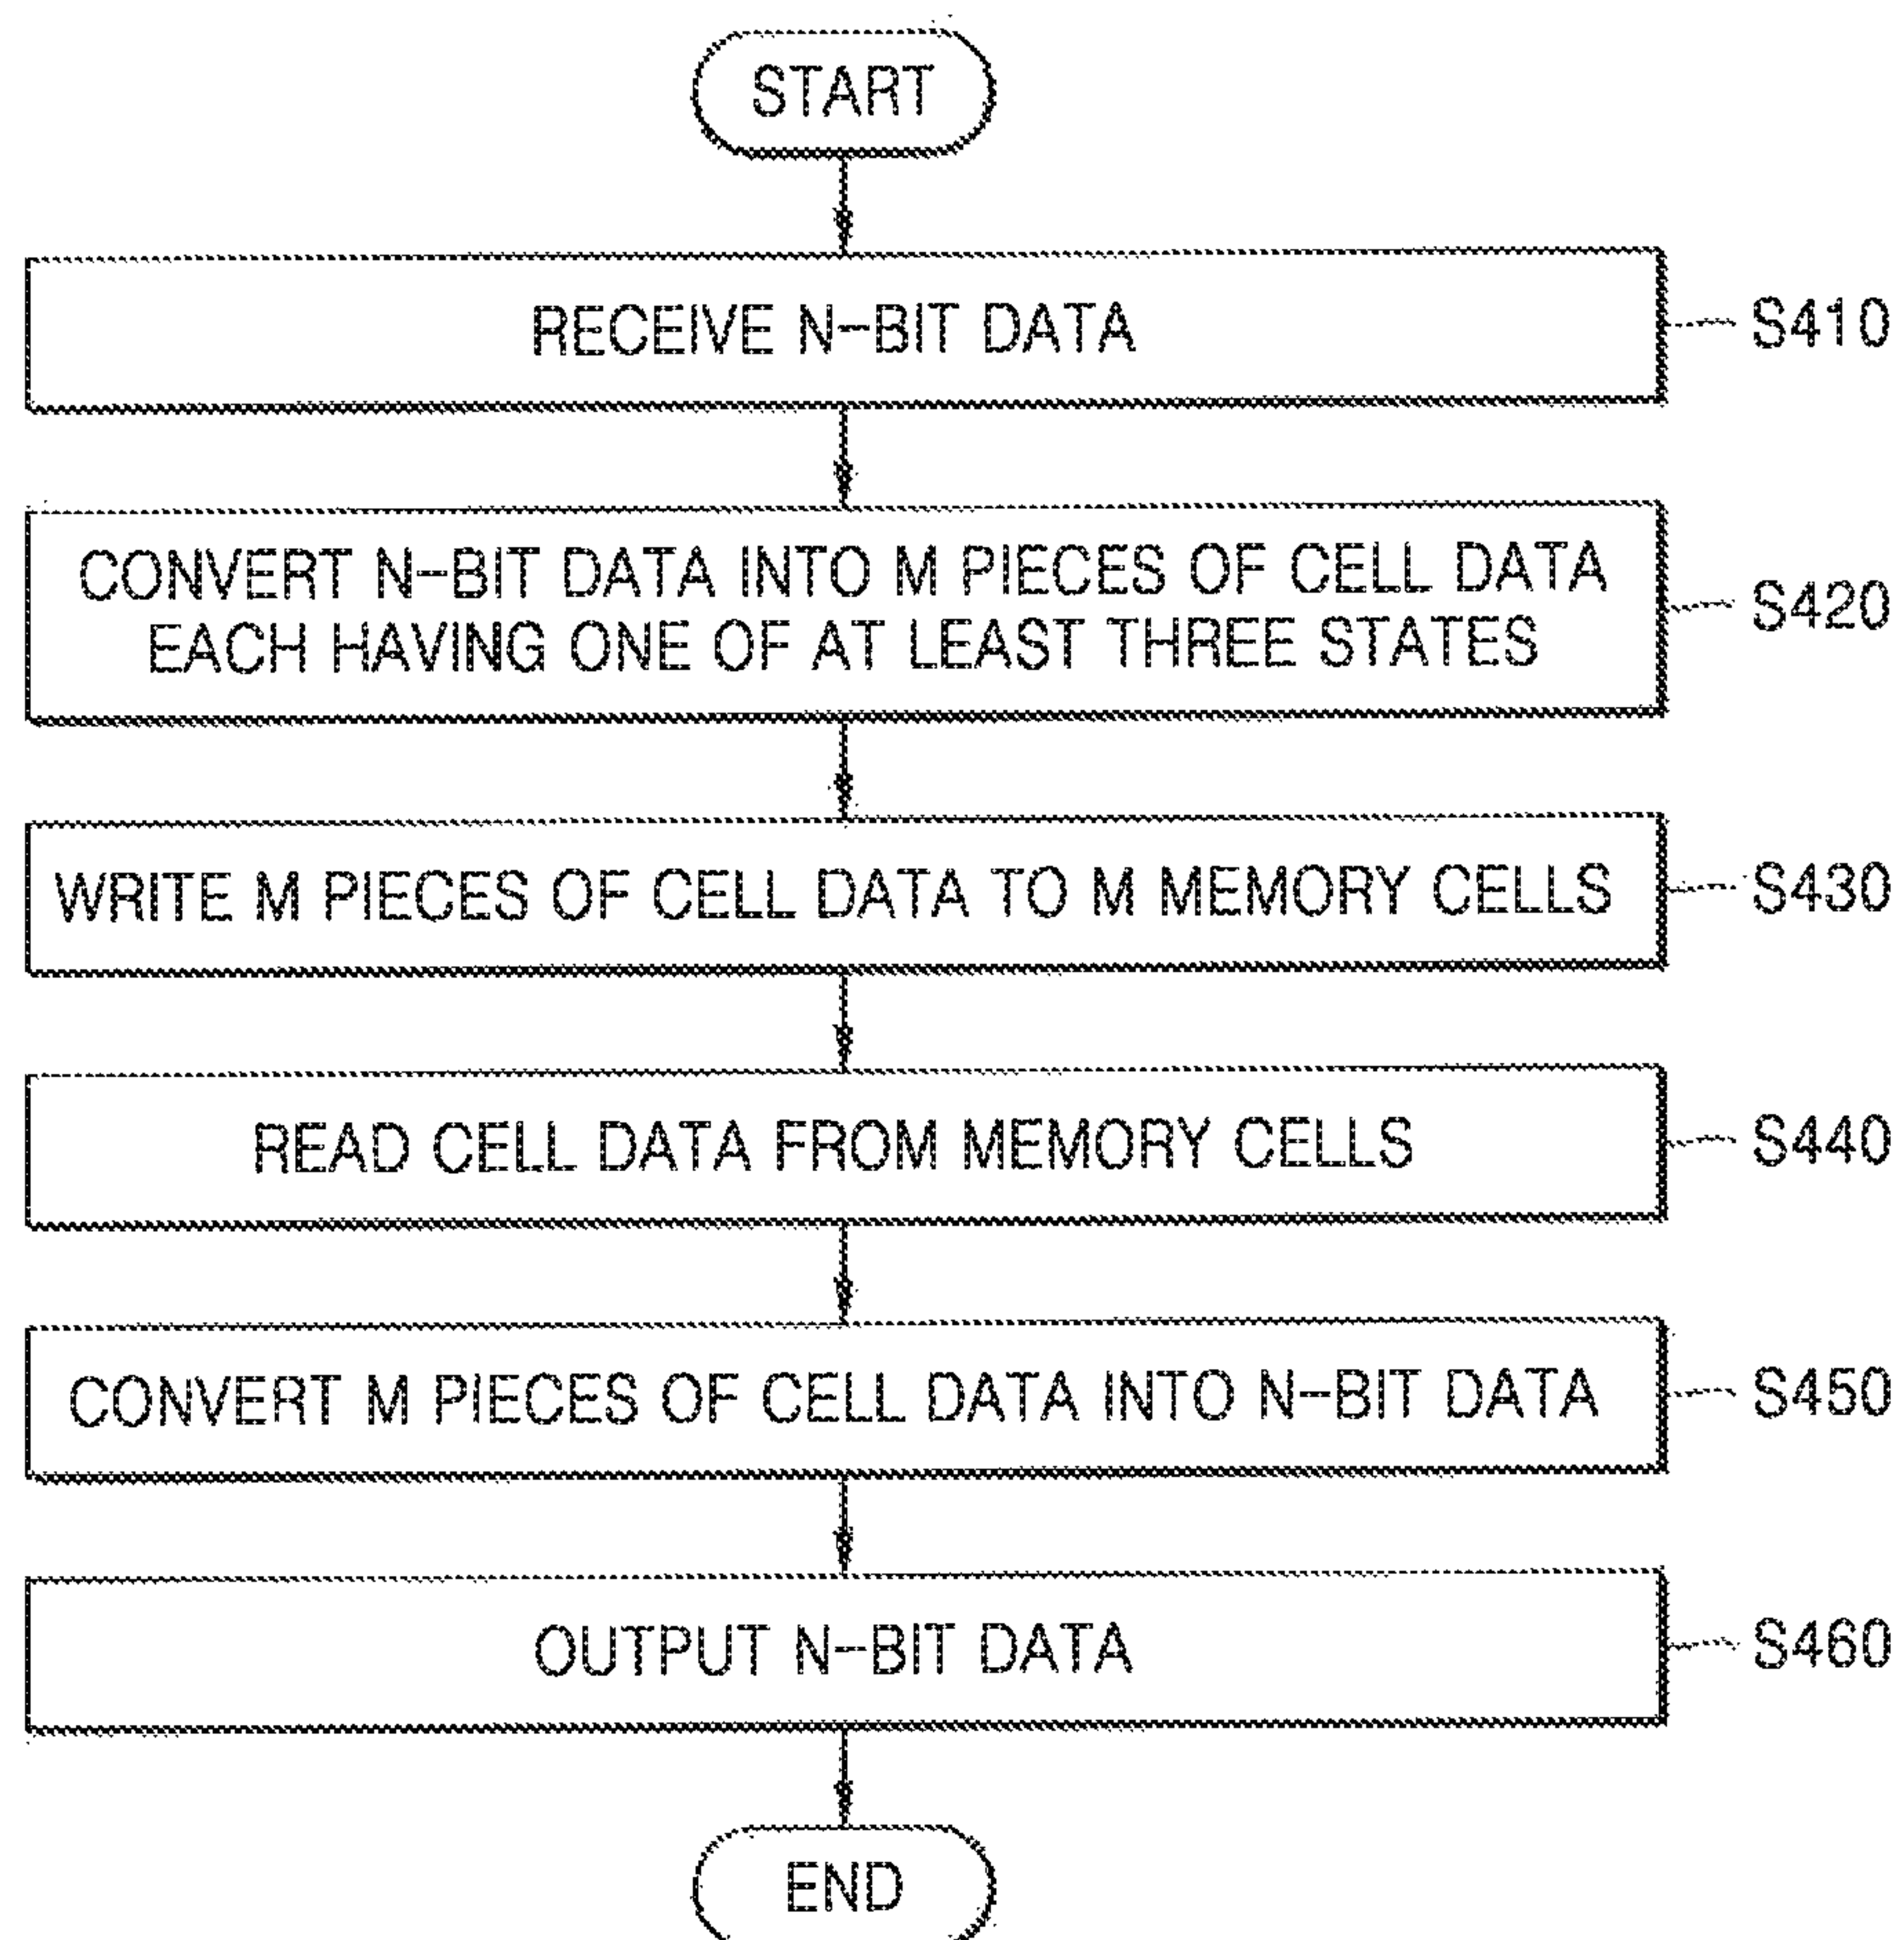 START
RECEIVE N-BIT DATA
S410
CONVERT N-BIT DATA INTO M PIECES OF CELL DATA
EACH HAVING ONE OF AT LEAST THREE STATES
S420
WRITE M PIECES OF CELL DATA TO M MEMORY CELLS
S430
READ CELL DATA FROM MEMORY CELLS
S440
CONVERT M PIECES OF CELL DATA INTO N-BIT DATA
S450
OUTPUT N-BIT DATA
S460
END